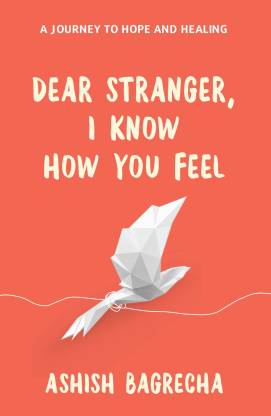 A JOURNEY TO HOPE AND HEALING
DEAR STRANGER,
I KNOW
HOW YOU FEEL
ASHISH BAGRECHA